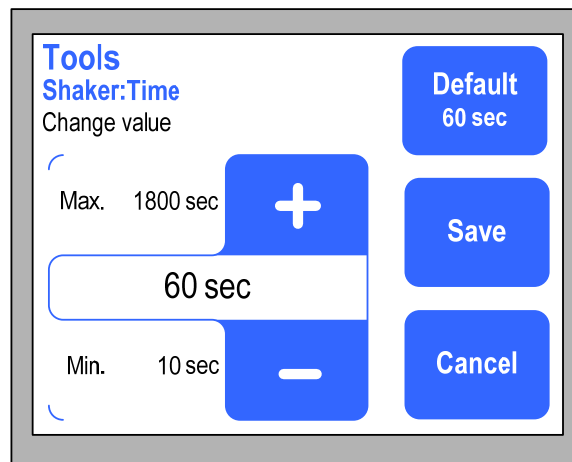 Tools
Shaker:Time
Change value
Default
60 sec
Max. 1800 sec
+
Save
60 sec
Min. 10 sec
−
Cancel